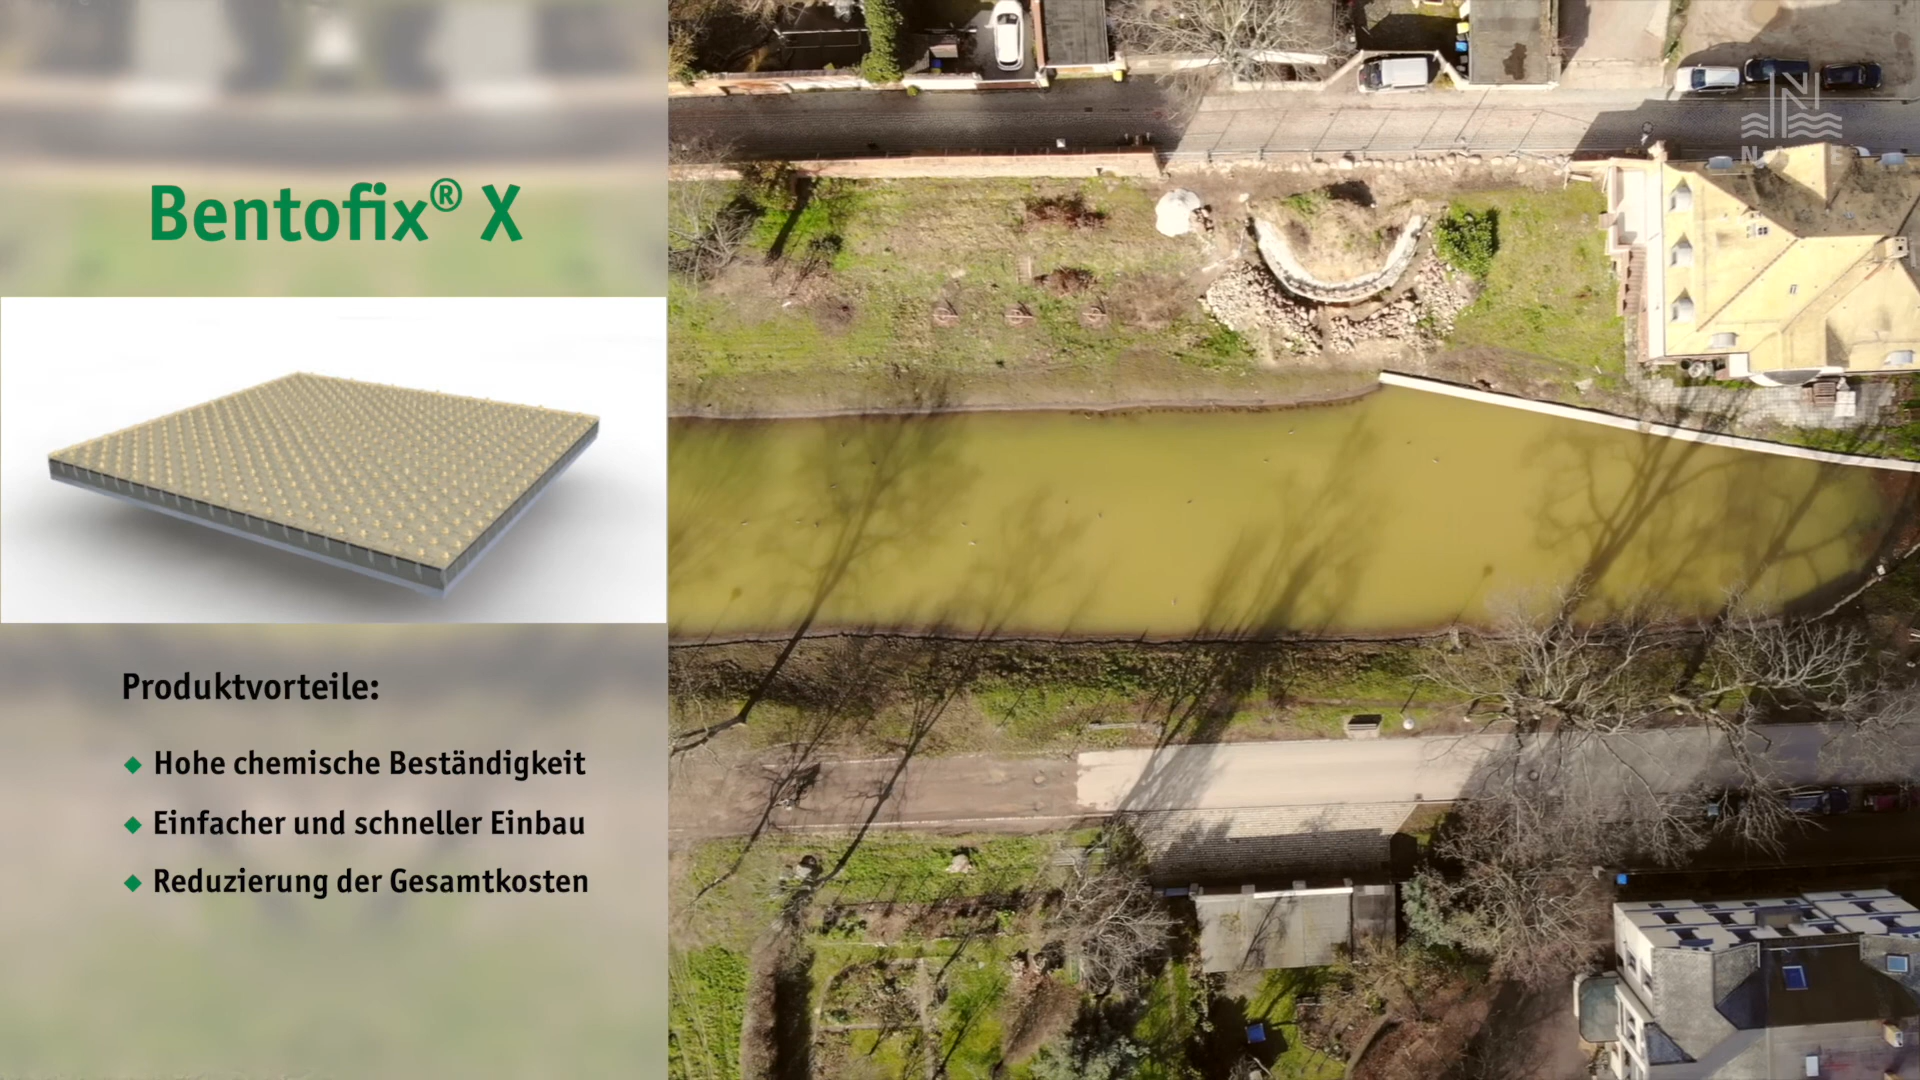 Bentofix® X
Produktvorteile:
Hohe chemische Beständigkeit
Einfacher und schneller Einbau
Reduzierung der Gesamtkosten